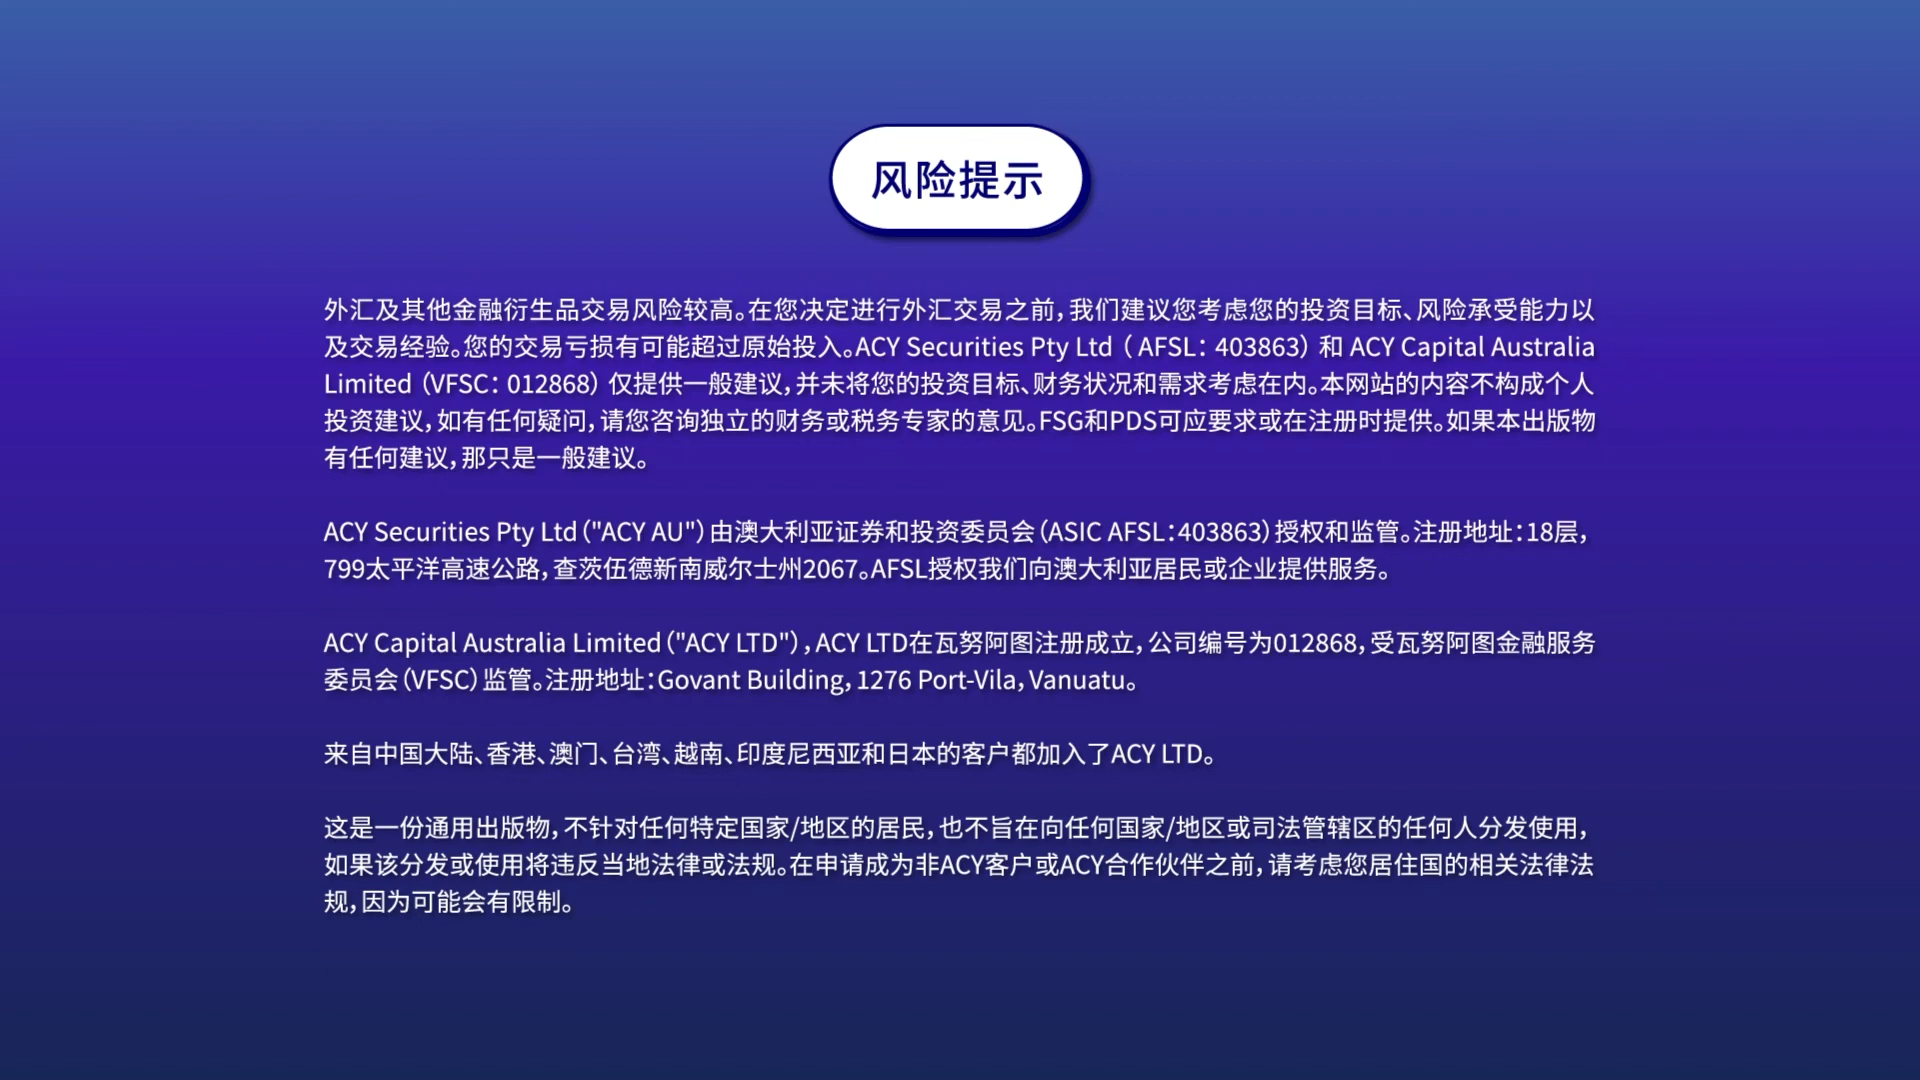 风险提示
外汇及其他金融衍生品交易风险较高。在您决定进行外汇交易之前，我们建议您考虑您的投资目标、风险承受能力以
及交易经验。您的交易亏损有可能超过原始投入。ACY Securities Pty Ltd（ AFSL：403863）和 ACY Capital Australia
Limited（VFSC：012868）仅提供一般建议，并未将您的投资目标、财务状况和需求考虑在内。本网站的内容不构成个人
投资建议，如有任何疑问，请您咨询独立的财务或税务专家的意见。FSG和PDS可应要求或在注册时提供。如果本出版物
有任何建议，那只是一般建议。
ACY Securities Pty Ltd（"ACY AU"）由澳大利亚证券和投资委员会（ASIC AFSL：403863）授权和监管。注册地址：18层，
799太平洋高速公路，查茨伍德新南威尔士州2067。AFSL授权我们向澳大利亚居民或企业提供服务。
ACY Capital Australia Limited（"ACY LTD"），ACY LTD在瓦努阿图注册成立，公司编号为012868，受瓦努阿图金融服务
委员会（VFSC）监管。注册地址：Govant Building，1276 Port-Vila，Vanuatu。
来自中国大陆、香港、澳门、台湾、越南、印度尼西亚和日本的客户都加入了ACY LTD。
这是一份通用出版物，不针对任何特定国家/地区的居民，也不旨在向任何国家/地区或司法管辖区的任何人分发使用，
如果该分发或使用将违反当地法律或法规。在申请成为非ACY客户或ACY合作伙伴之前，请考虑您居住国的相关法律法
规，因为可能会有限制。